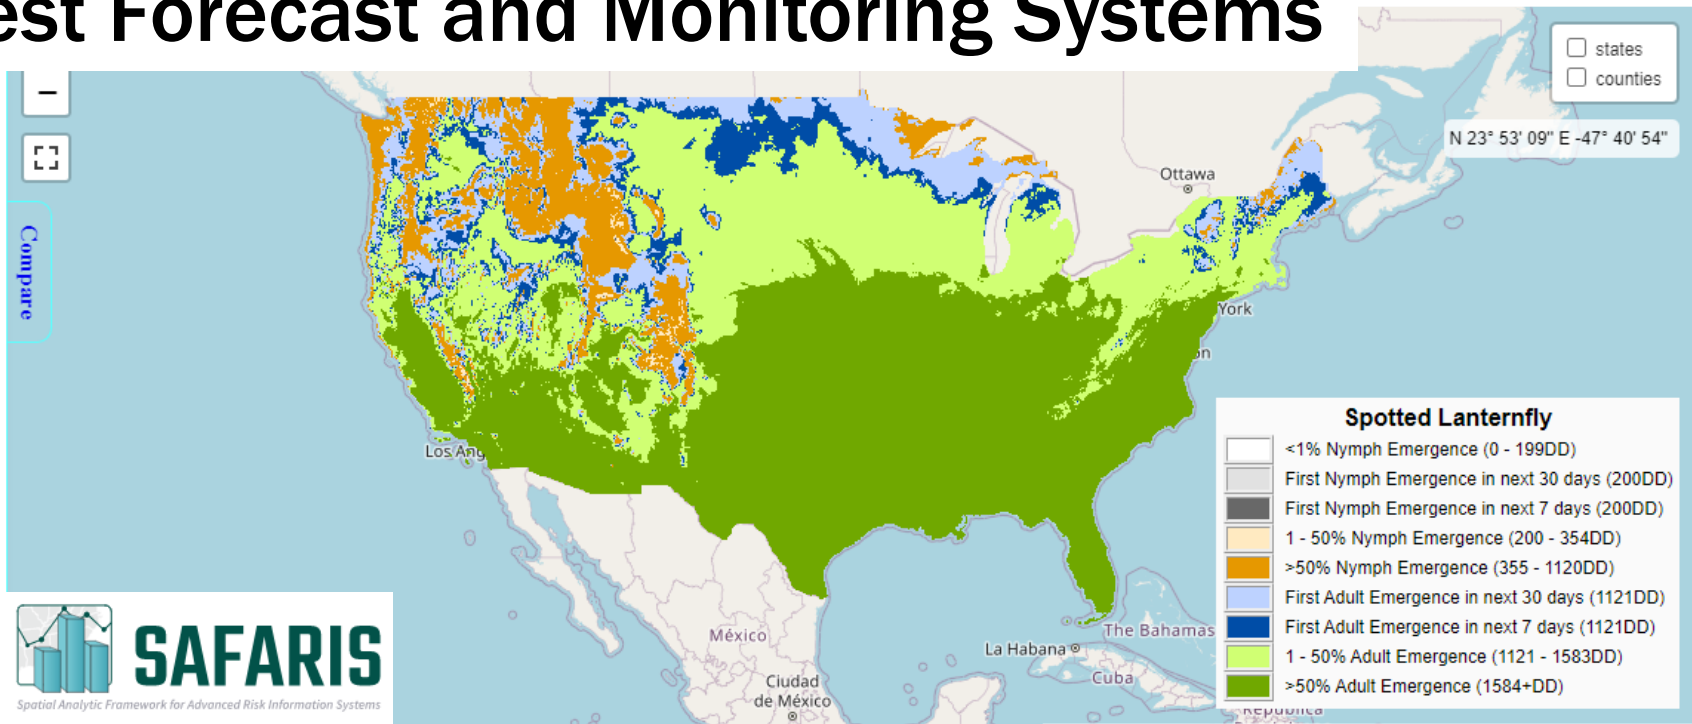 est Forecast and Monitoring Systems
states
counties
N 23° 53' 09" E -47° 40' 54"
Compare
Ottawa
York
on
Los Ang
México
Ciudad
de México
La Habana
The Bahamas
Cuba
República
Spotted Lanternfly
<1% Nymph Emergence (0 - 199DD)
First Nymph Emergence in next 30 days (200DD)
First Nymph Emergence in next 7 days (200DD)
1 - 50% Nymph Emergence (200 - 354DD)
>50% Nymph Emergence (355 - 1120DD)
First Adult Emergence in next 30 days (1121DD)
First Adult Emergence in next 7 days (1121DD)
1 - 50% Adult Emergence (1121 - 1583DD)
>50% Adult Emergence (1584+DD)
SAFARIS
Spatial Analytic Framework for Advanced Risk Information Systems